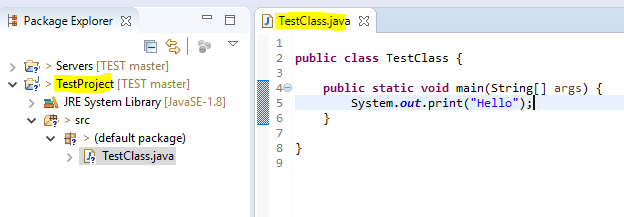 Package Explorer
> Servers [TEST master]
> TestProject [TEST master]
JRE System Library [JavaSE-1.8]
> src
> (default package)
> TestClass.java
TestClass.java
1
2 public class TestClass {
3
4 public static void main(String[] args) {
5 System.out.print("Hello");
6 }
7
8 }
9